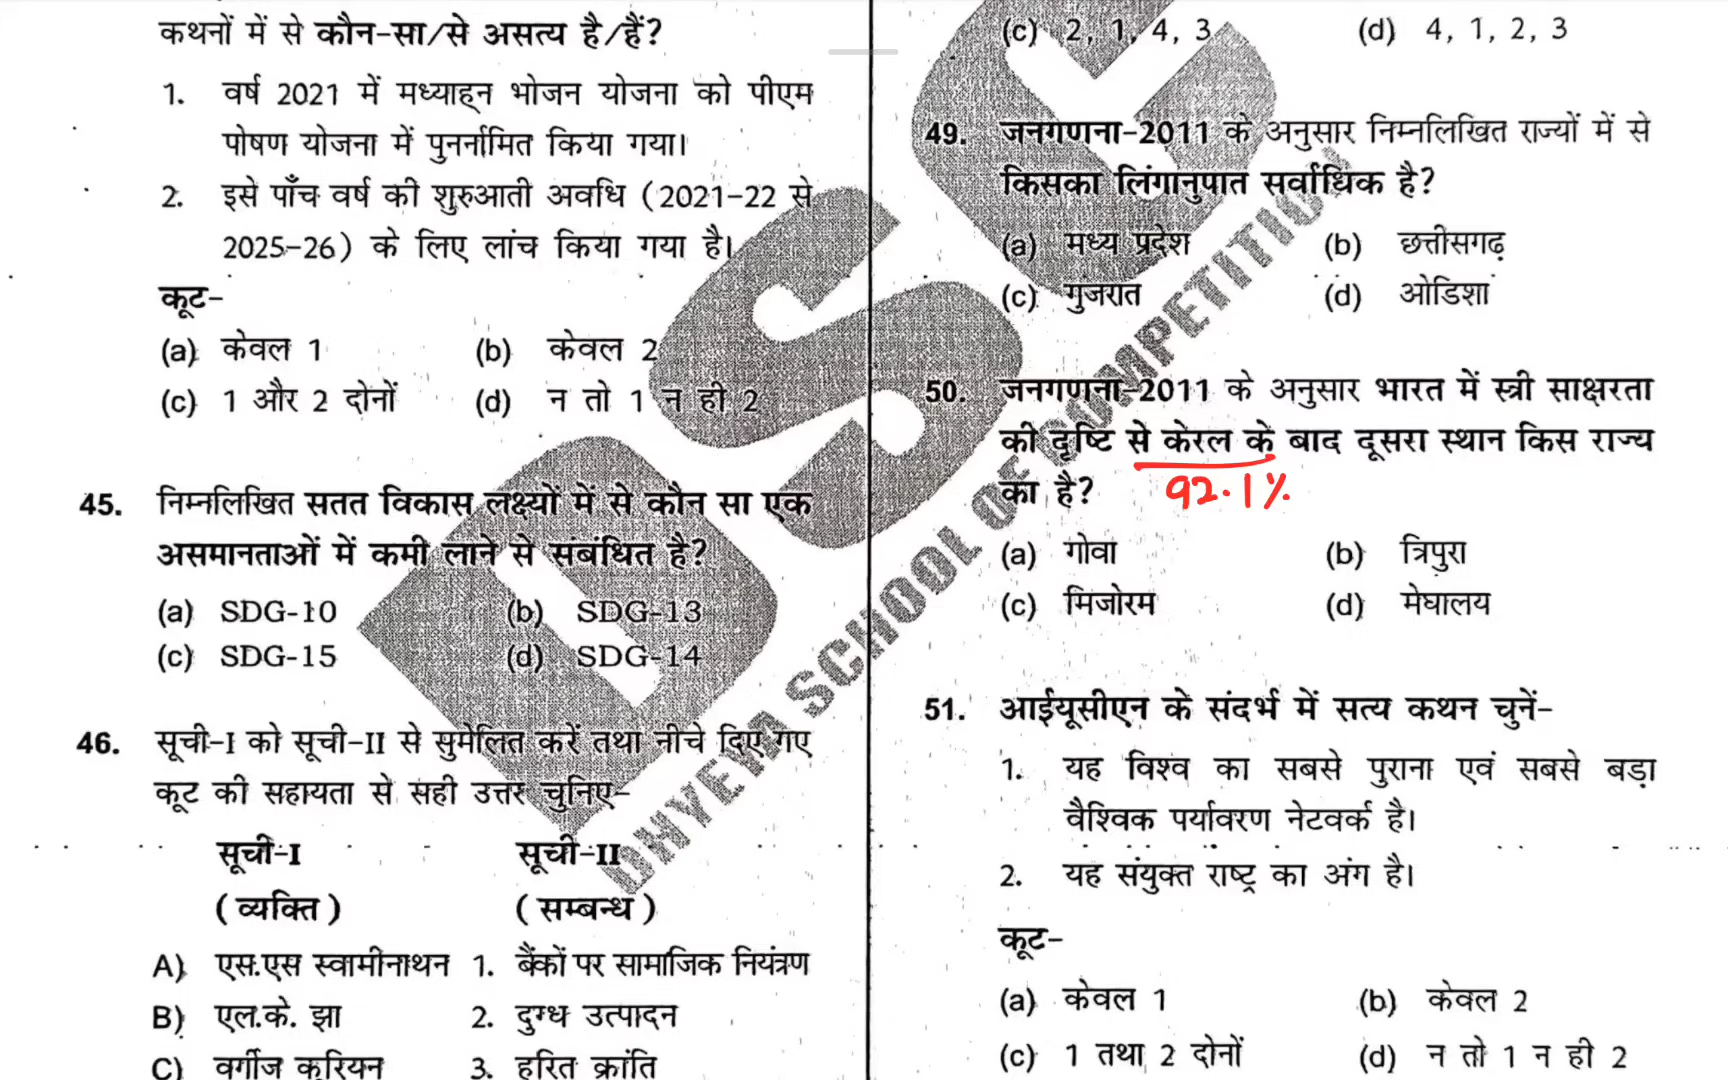 कथनों में से कौन-सा/से असत्य है/हैं?
1. वर्ष 2021 में मध्याह्न भोजन योजना को पीएम
पोषण योजना में पुनर्नामित किया गया।
2. इसे पाँच वर्ष की शुरुआती अवधि (2021-22 से
2025-26) के लिए लांच किया गया है।
कूट-
(a) केवल 1 (b) केवल 2
(c) 1 और 2 दोनों (d) न तो 1 न ही 2
45. निम्नलिखित सतत विकास लक्ष्यों में से कौन सा एक
असमानताओं में कमी लाने से संबंधित है?
(a) SDG-10 (b) SDG-13
(c) SDG-15 (d) SDG-14
46. सूची-I को सूची-II से सुमेलित करें तथा नीचे दिए गए
कूट की सहायता से सही उत्तर चुनिए-
सूची-I सूची-II
(व्यक्ति) (सम्बन्ध)
A) एस.एस स्वामीनाथन 1. बैंकों पर सामाजिक नियंत्रण
B) एल.के. झा 2. दुग्ध उत्पादन
C) वर्गीज कुरियन 3. हरित क्रांति
(c) 2, 1, 4, 3 (d) 4, 1, 2, 3
49. जनगणना-2011 के अनुसार निम्नलिखित राज्यों में से
किसका लिंगानुपात सर्वाधिक है?
(a) मध्य प्रदेश (b) छत्तीसगढ़
(c) गुजरात (d) ओडिशा
50. जनगणना-2011 के अनुसार भारत में स्त्री साक्षरता
की दृष्टि से केरल के बाद दूसरा स्थान किस राज्य
का है? 92.1%
(a) गोवा (b) त्रिपुरा
(c) मिजोरम (d) मेघालय
51. आईयूसीएन के संदर्भ में सत्य कथन चुनें-
1. यह विश्व का सबसे पुराना एवं सबसे बड़ा
वैश्विक पर्यावरण नेटवर्क है।
2. यह संयुक्त राष्ट्र का अंग है।
कूट-
(a) केवल 1 (b) केवल 2
(c) 1 तथा 2 दोनों (d) न तो 1 न ही 2
DSC
DHYEYA SCHOOL OF COMPETITION